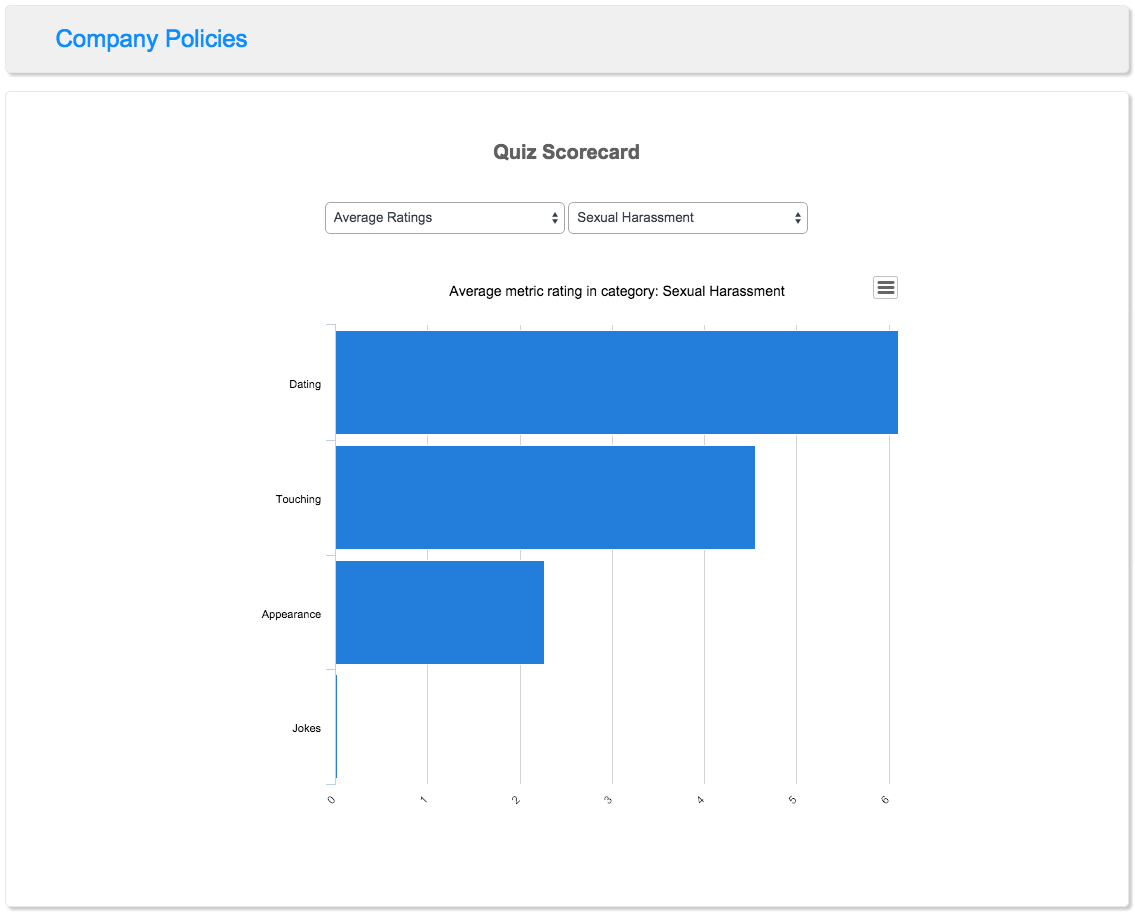 Company Policies
Quiz Scorecard
Average Ratings
Sexual Harassment
Average metric rating in category: Sexual Harassment
Dating
Touching
Appearance
Jokes
0 1 2 3 4 5 6